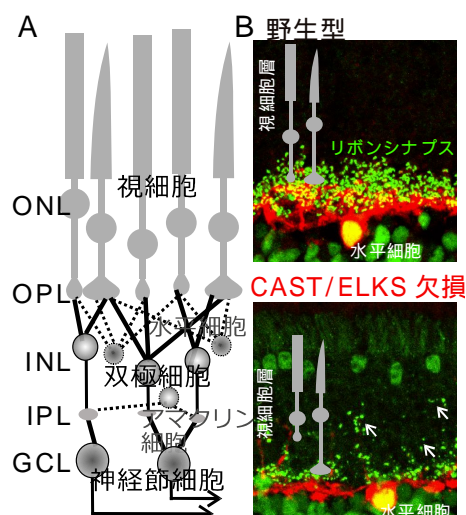 A
視細胞
ONL
OPL
水平細胞
INL
双極細胞
IPL
アマクリン
細胞
GCL
神経節細胞
B 野生型
視細胞層
リボンシナプス
水平細胞
CAST/ELKS 欠損
視細胞層
水平細胞